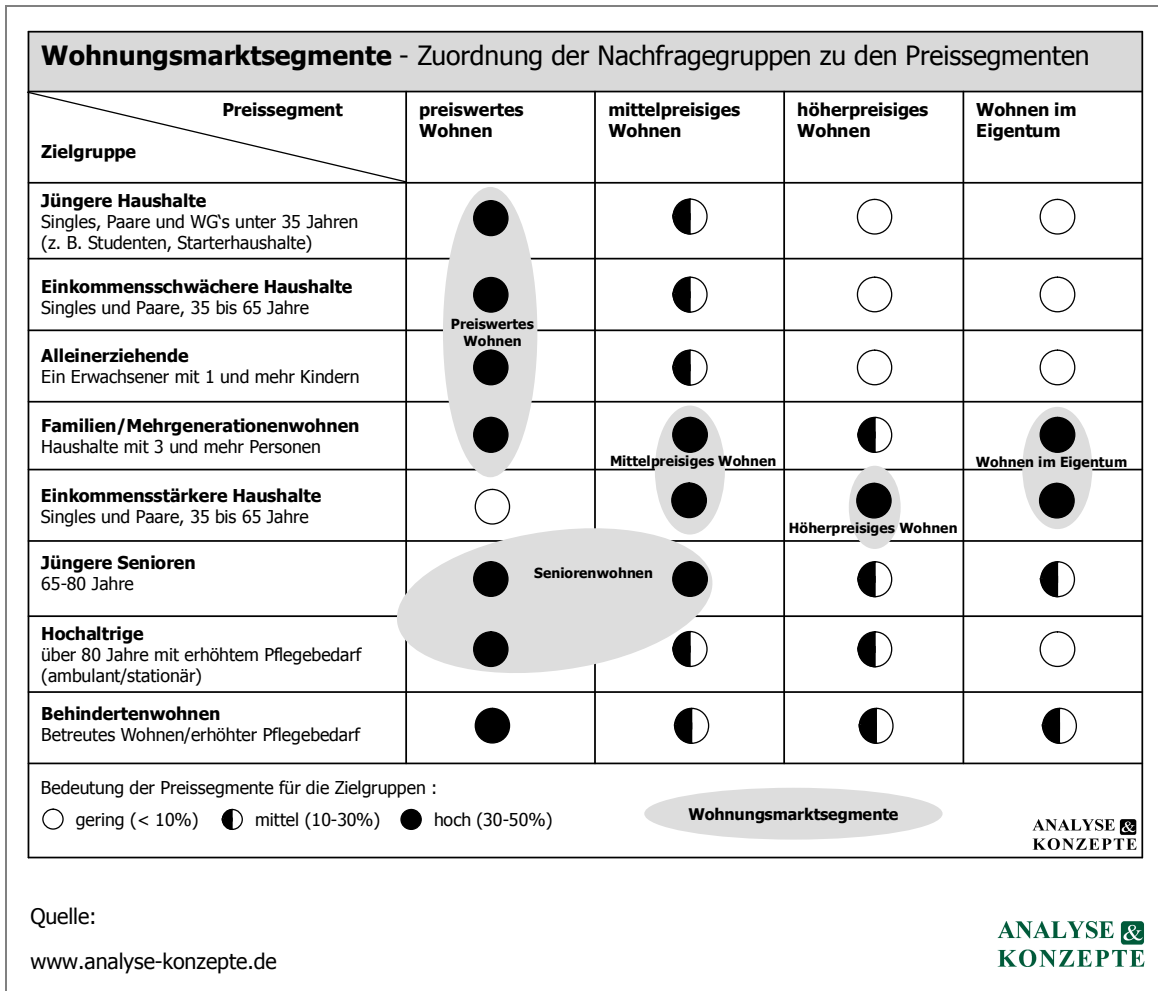 Wohnungsmarktsegmente - Zuordnung der Nachfragegruppen zu den Preissegmenten
Preissegment
Zielgruppe
preiswertes
Wohnen
mittelpreisiges
Wohnen
höherpreisiges
Wohnen
Wohnen im
Eigentum
Jüngere Haushalte
Singles, Paare und WG's unter 35 Jahren
(z. B. Studenten, Starterhaushalte)
Einkommensschwächere Haushalte
Singles und Paare, 35 bis 65 Jahre
Preiswertes
Wohnen
Alleinerziehende
Ein Erwachsener mit 1 und mehr Kindern
Familien/Mehrgenerationenwohnen
Haushalte mit 3 und mehr Personen
Mittelpreisiges Wohnen
Wohnen im Eigentum
Einkommensstärkere Haushalte
Singles und Paare, 35 bis 65 Jahre
Höherpreisiges Wohnen
Jüngere Senioren
65-80 Jahre
Seniorenwohnen
Hochaltrige
über 80 Jahre mit erhöhtem Pflegebedarf
(ambulant/stationär)
Behindertenwohnen
Betreutes Wohnen/erhöhter Pflegebedarf
Bedeutung der Preissegmente für die Zielgruppen :
gering (< 10%) mittel (10-30%) hoch (30-50%)
Wohnungsmarktsegmente
ANALYSE &
KONZEPTE
Quelle:
www.analyse-konzepte.de
ANALYSE &
KONZEPTE